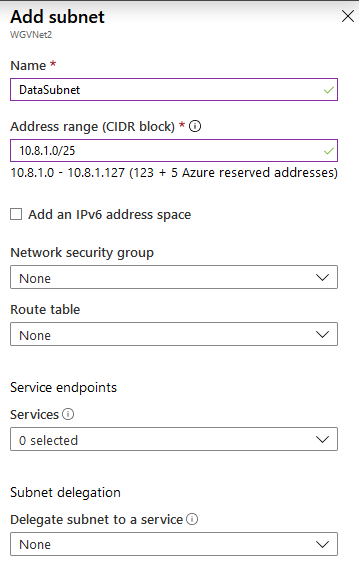 Add subnet
WGVNet2
Name *
DataSubnet
Address range (CIDR block) *
10.8.1.0/25
10.8.1.0 - 10.8.1.127 (123 + 5 Azure reserved addresses)
Add an IPv6 address space
Network security group
None
Route table
None
Service endpoints
Services
0 selected
Subnet delegation
Delegate subnet to a service
None